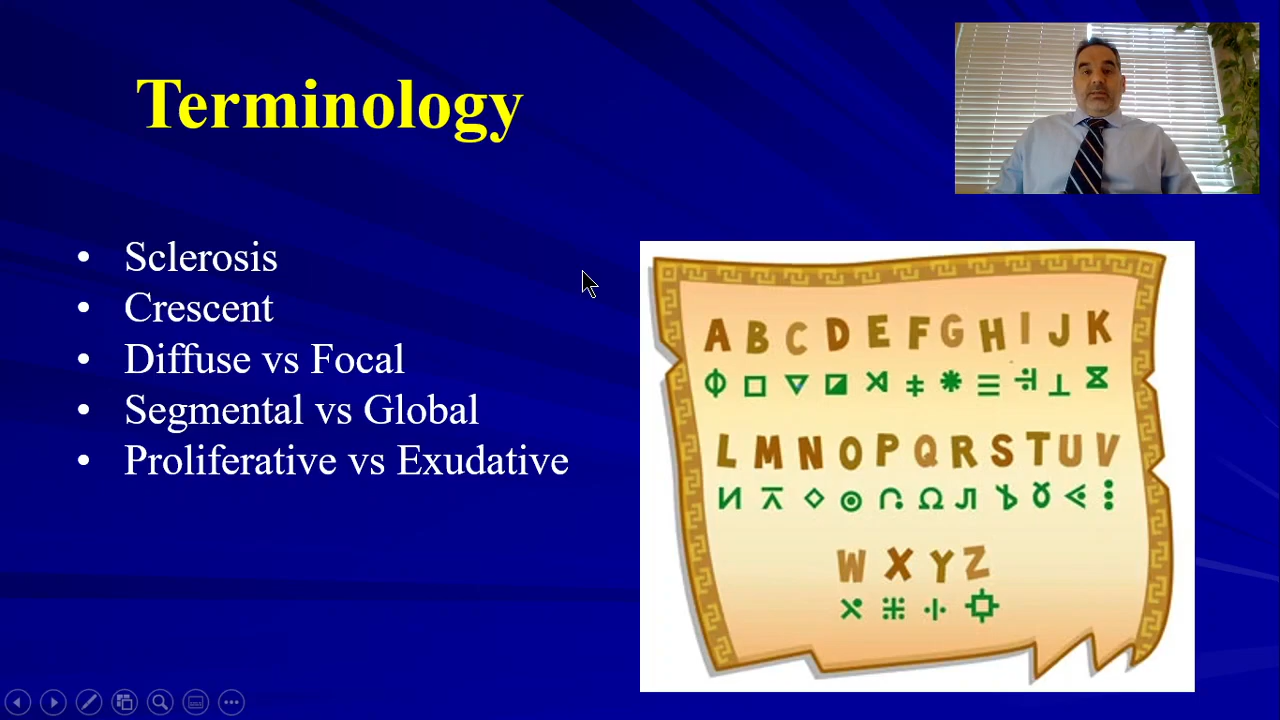 Terminology
• Sclerosis
• Crescent
• Diffuse vs Focal
• Segmental vs Global
• Proliferative vs Exudative
A B C D E F G H I J K
L M N O P Q R S T U V
W X Y Z